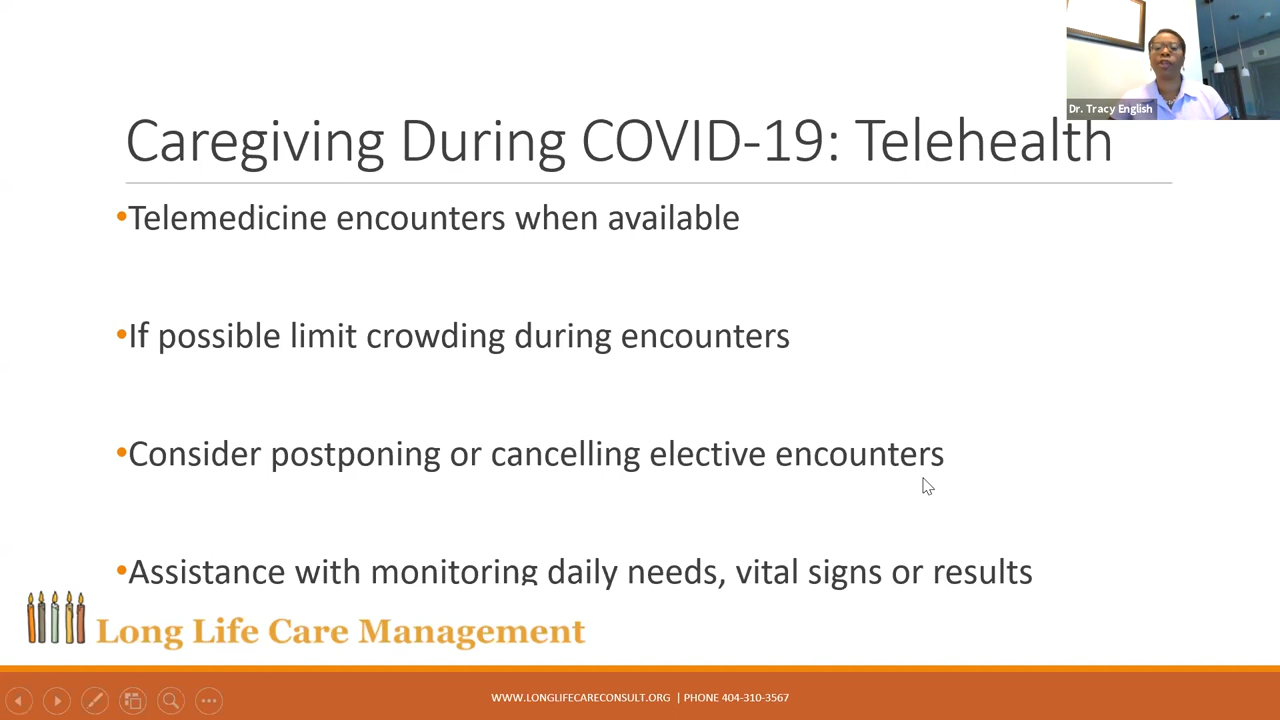 Dr. Tracy English
Caregiving During COVID-19: Telehealth
•Telemedicine encounters when available
•If possible limit crowding during encounters
•Consider postponing or cancelling elective encounters
•Assistance with monitoring daily needs, vital signs or results
Long Life Care Management
WWW.LONGLIFECARECONSULT.ORG | PHONE 404-310-3567